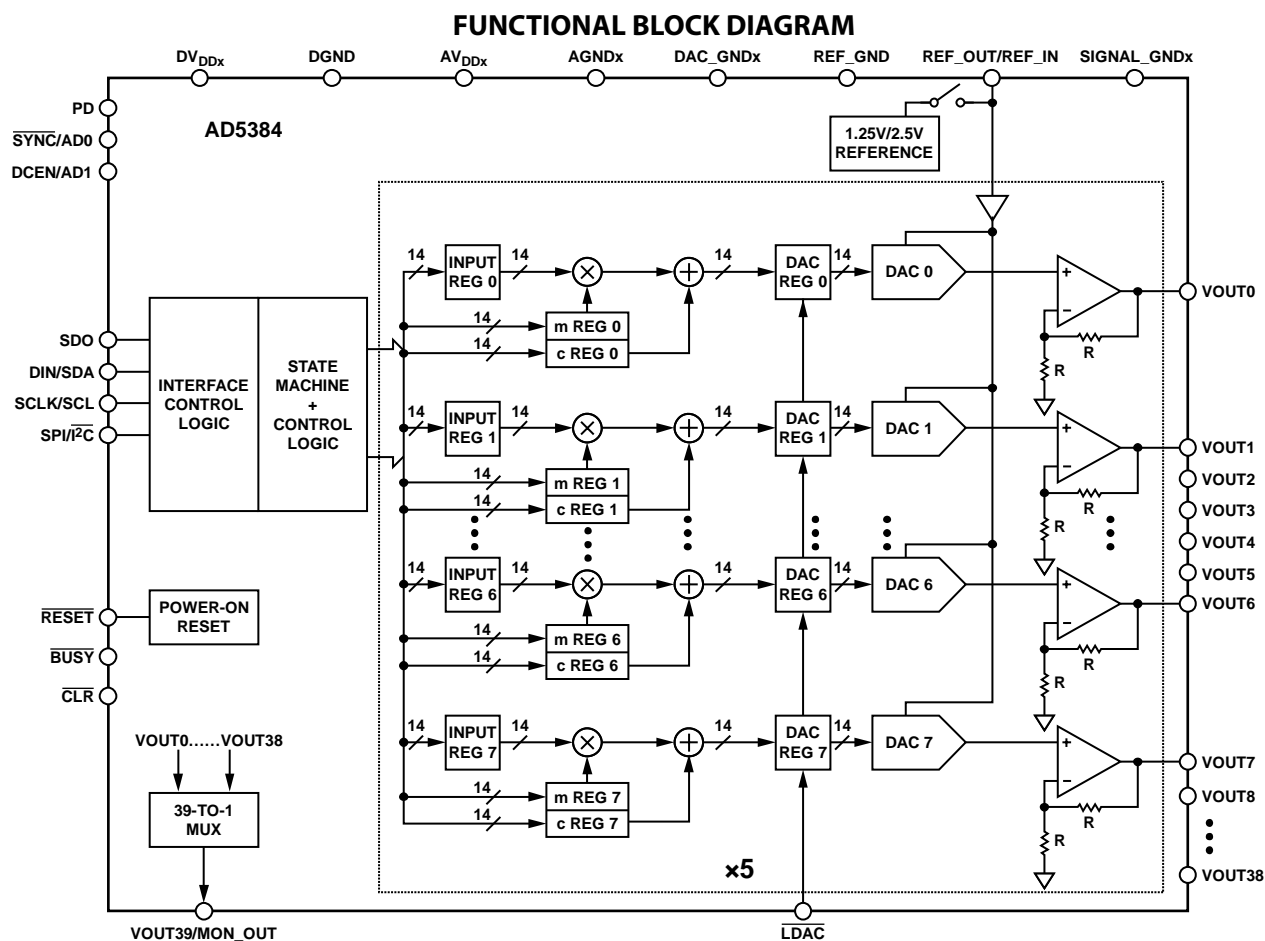 FUNCTIONAL BLOCK DIAGRAM
DVDDx DGND AVDDx AGNDx DAC_GNDx REF_GND REF_OUT/REF_IN SIGNAL_GNDx
PD
SYNC/AD0
DCEN/AD1
AD5384
1.25V/2.5V
REFERENCE
14 INPUT REG 0 14 × + 14 DAC REG 0 14 DAC 0 + − R R VOUT0
14 m REG 0
14 c REG 0
SDO
DIN/SDA
SCLK/SCL
SPI/I2C
INTERFACE
CONTROL
LOGIC
STATE
MACHINE
+
CONTROL
LOGIC
14 INPUT REG 1 14 × + 14 DAC REG 1 14 DAC 1 + − R R VOUT1
14 m REG 1
14 c REG 1
VOUT2
VOUT3
VOUT4
VOUT5
14 INPUT REG 6 14 × + 14 DAC REG 6 14 DAC 6 + − R R VOUT6
14 m REG 6
14 c REG 6
RESET
POWER-ON
RESET
BUSY
CLR
14 INPUT REG 7 14 × + 14 DAC REG 7 14 DAC 7 + − R R VOUT7
14 m REG 7
14 c REG 7
VOUT8
VOUT38
VOUT0......VOUT38
39-TO-1
MUX
×5
VOUT39/MON_OUT
LDAC